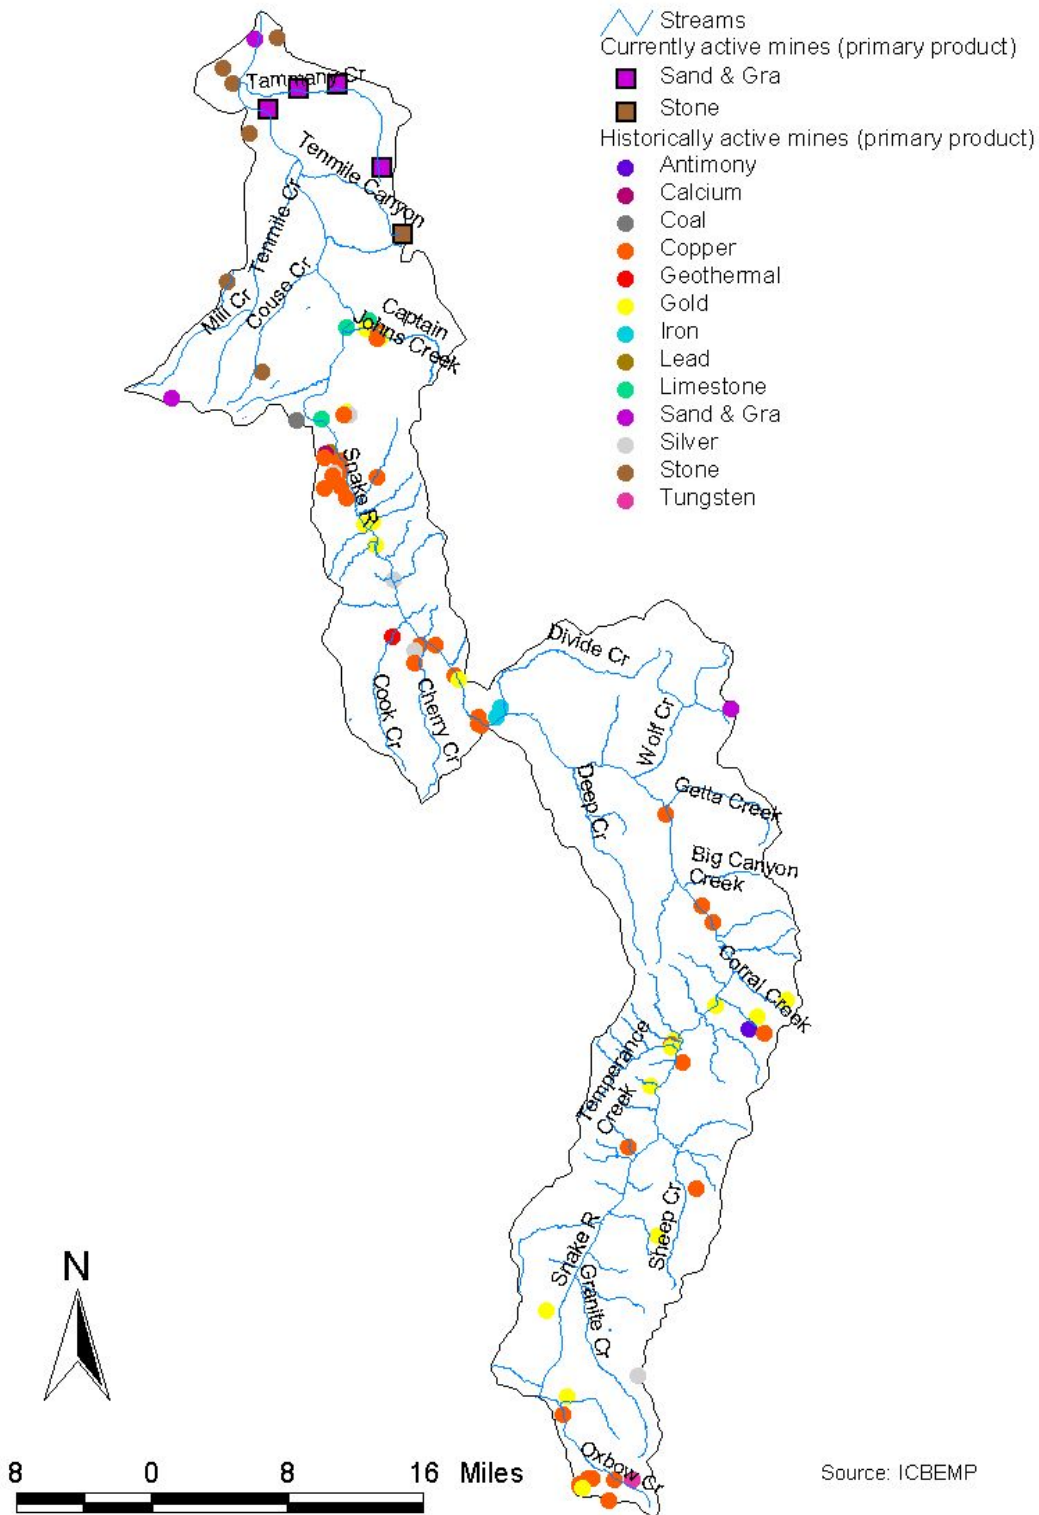 Streams
Currently active mines (primary product)
Sand & Gra
Stone
Historically active mines (primary product)
Antimony
Calcium
Coal
Copper
Geothermal
Gold
Iron
Lead
Limestone
Sand & Gra
Silver
Stone
Tungsten
Tammany Cr
Tenmile Canyon
Tenmile Cr
Mill Cr
Couse Cr
Captain
Johns Creek
Snake R
Cook Cr
Cherry Cr
Divide Cr
Wolf Cr
Deep Cr
Getta Creek
Big Canyon
Creek
Corral Creek
Temperance
Creek
Sheep Cr
Snake R
Granite Cr
Oxbow Cr
N
8 0 8 16 Miles
Source: ICBEMP